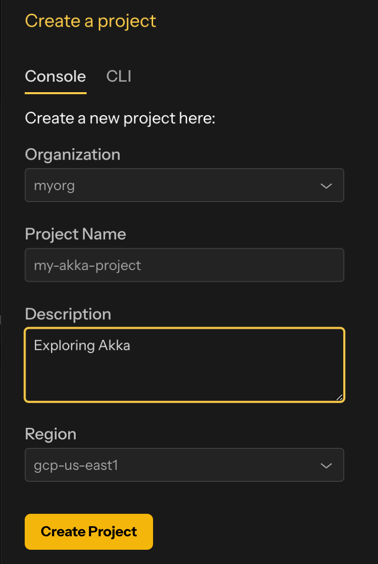 Create a project
Console CLI
Create a new project here:
Organization
myorg
Project Name
my-akka-project
Description
Exploring Akka
Region
gcp-us-east1
Create Project